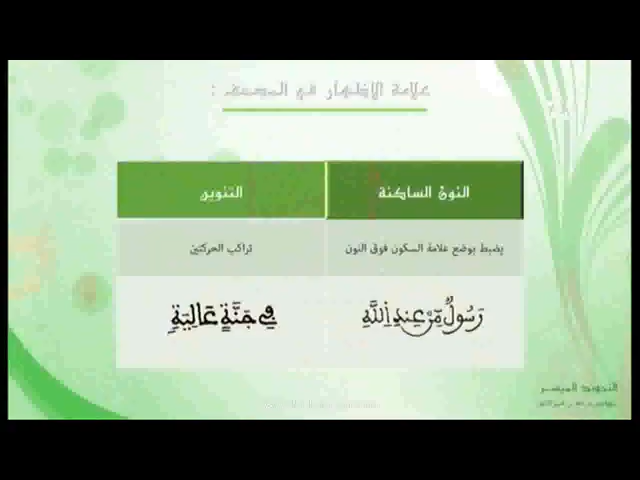 علامة الإظهار في المصحف :
النون الساكنة
التنوين
يضبط بوضع علامة السكون فوق النون
تراكب الحركتين
رَسُولٌ مِّنْ عِندِ اللَّهِ
فِي جَنَّةٍ عَالِيَةٍ
التجويد الميسر